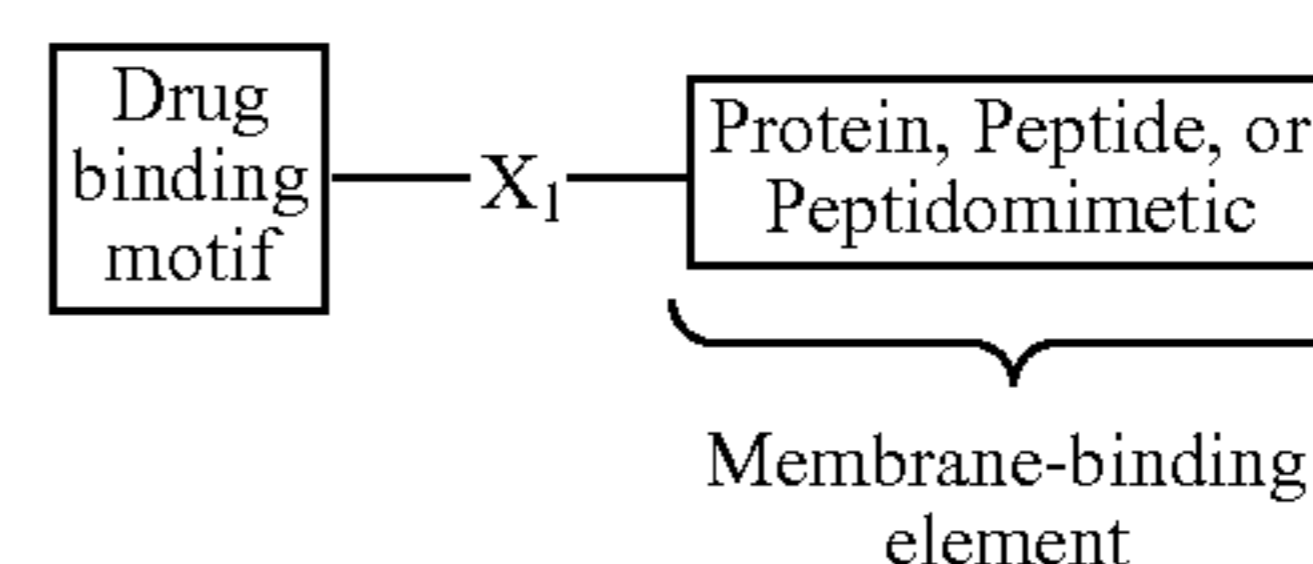 Drug
binding
motif
X₁
Protein, Peptide, or
Peptidomimetic
Membrane-binding
element